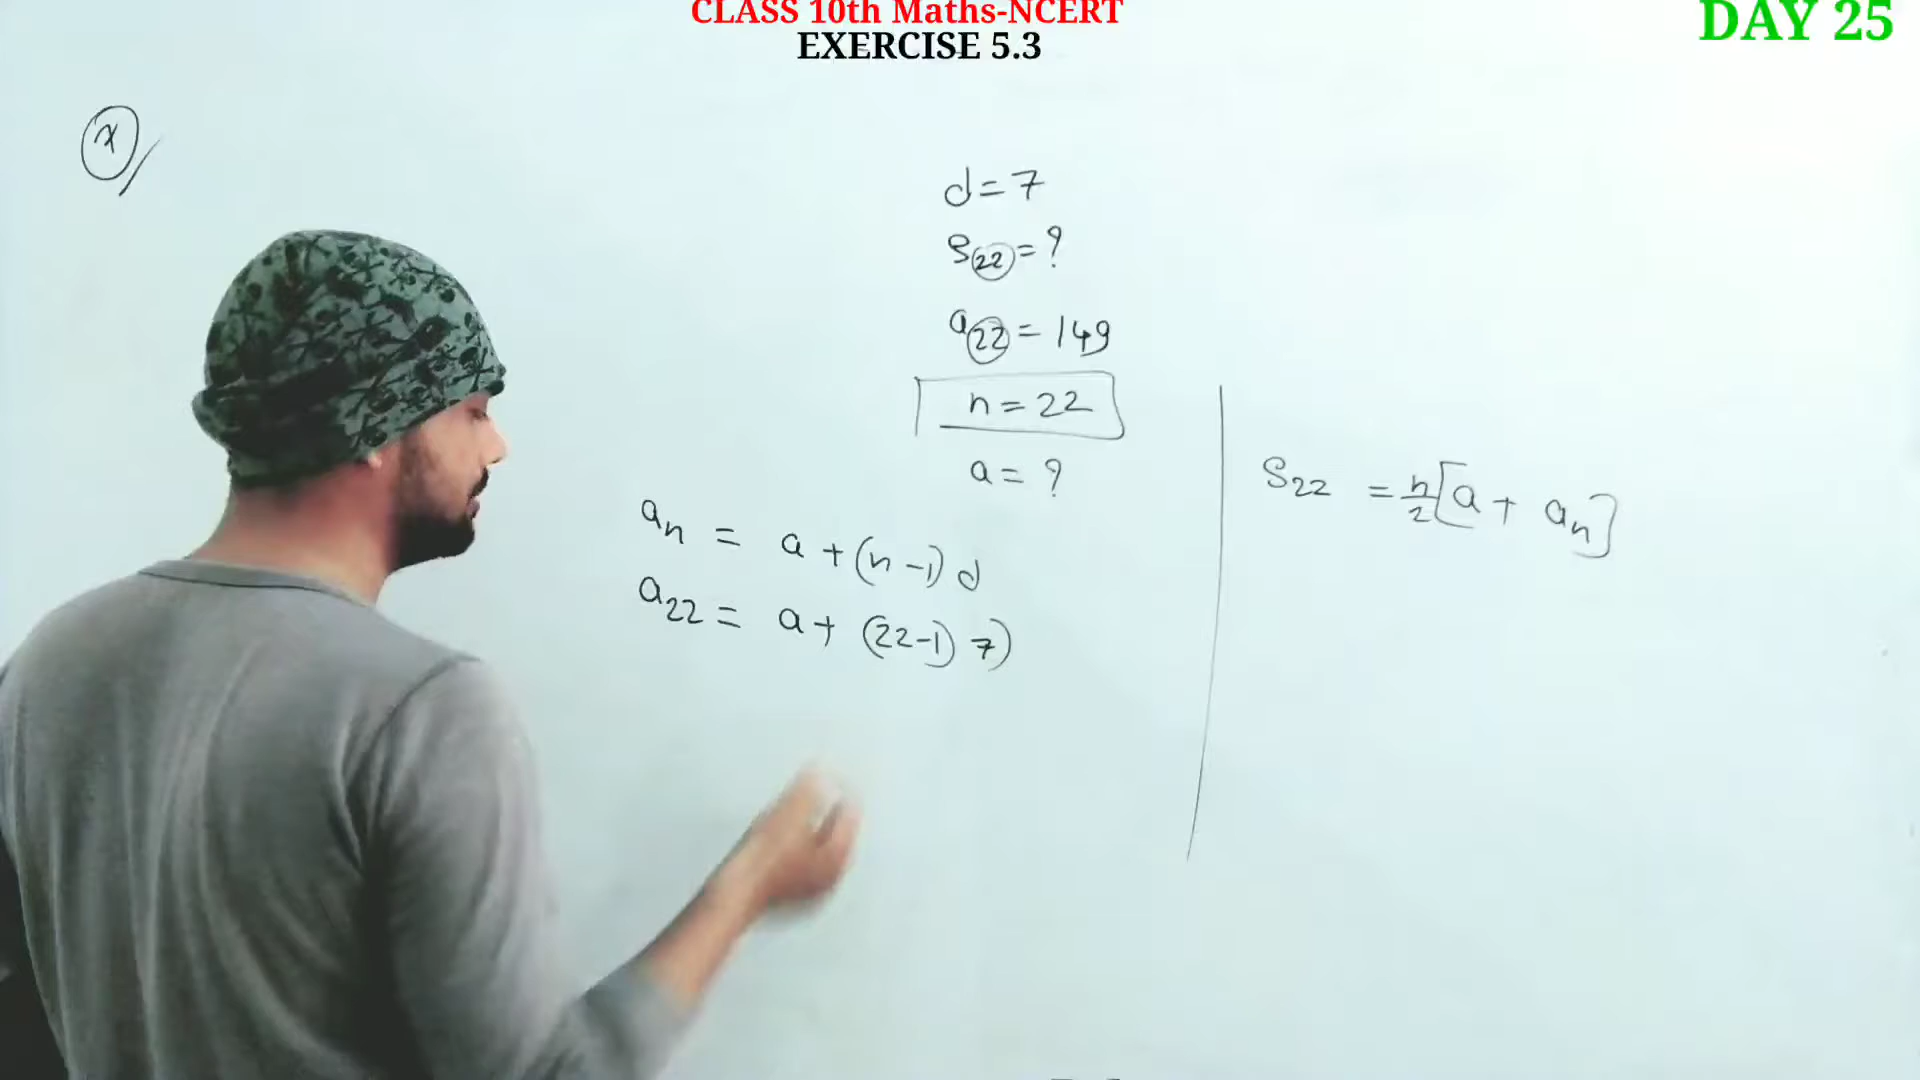 CLASS 10th Maths-NCERT
EXERCISE 5.3
DAY 25
x
d = 7
S22 = ?
a22 = 149
n = 22
a = ?
an = a + (n-1) d
a22 = a + (22-1) 7)
S22 = n/2 [a + an]